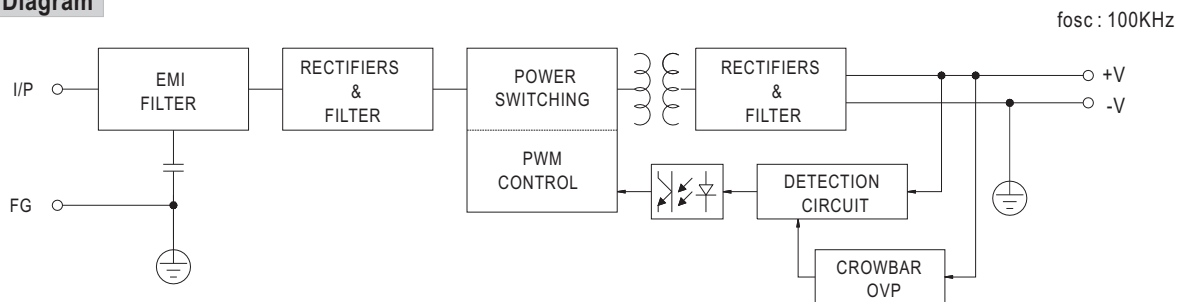 Diagram
fosc : 100KHz
I/P
EMI
FILTER
RECTIFIERS
&
FILTER
POWER
SWITCHING
PWM
CONTROL
RECTIFIERS
&
FILTER
+V
-V
FG
DETECTION
CIRCUIT
CROWBAR
OVP